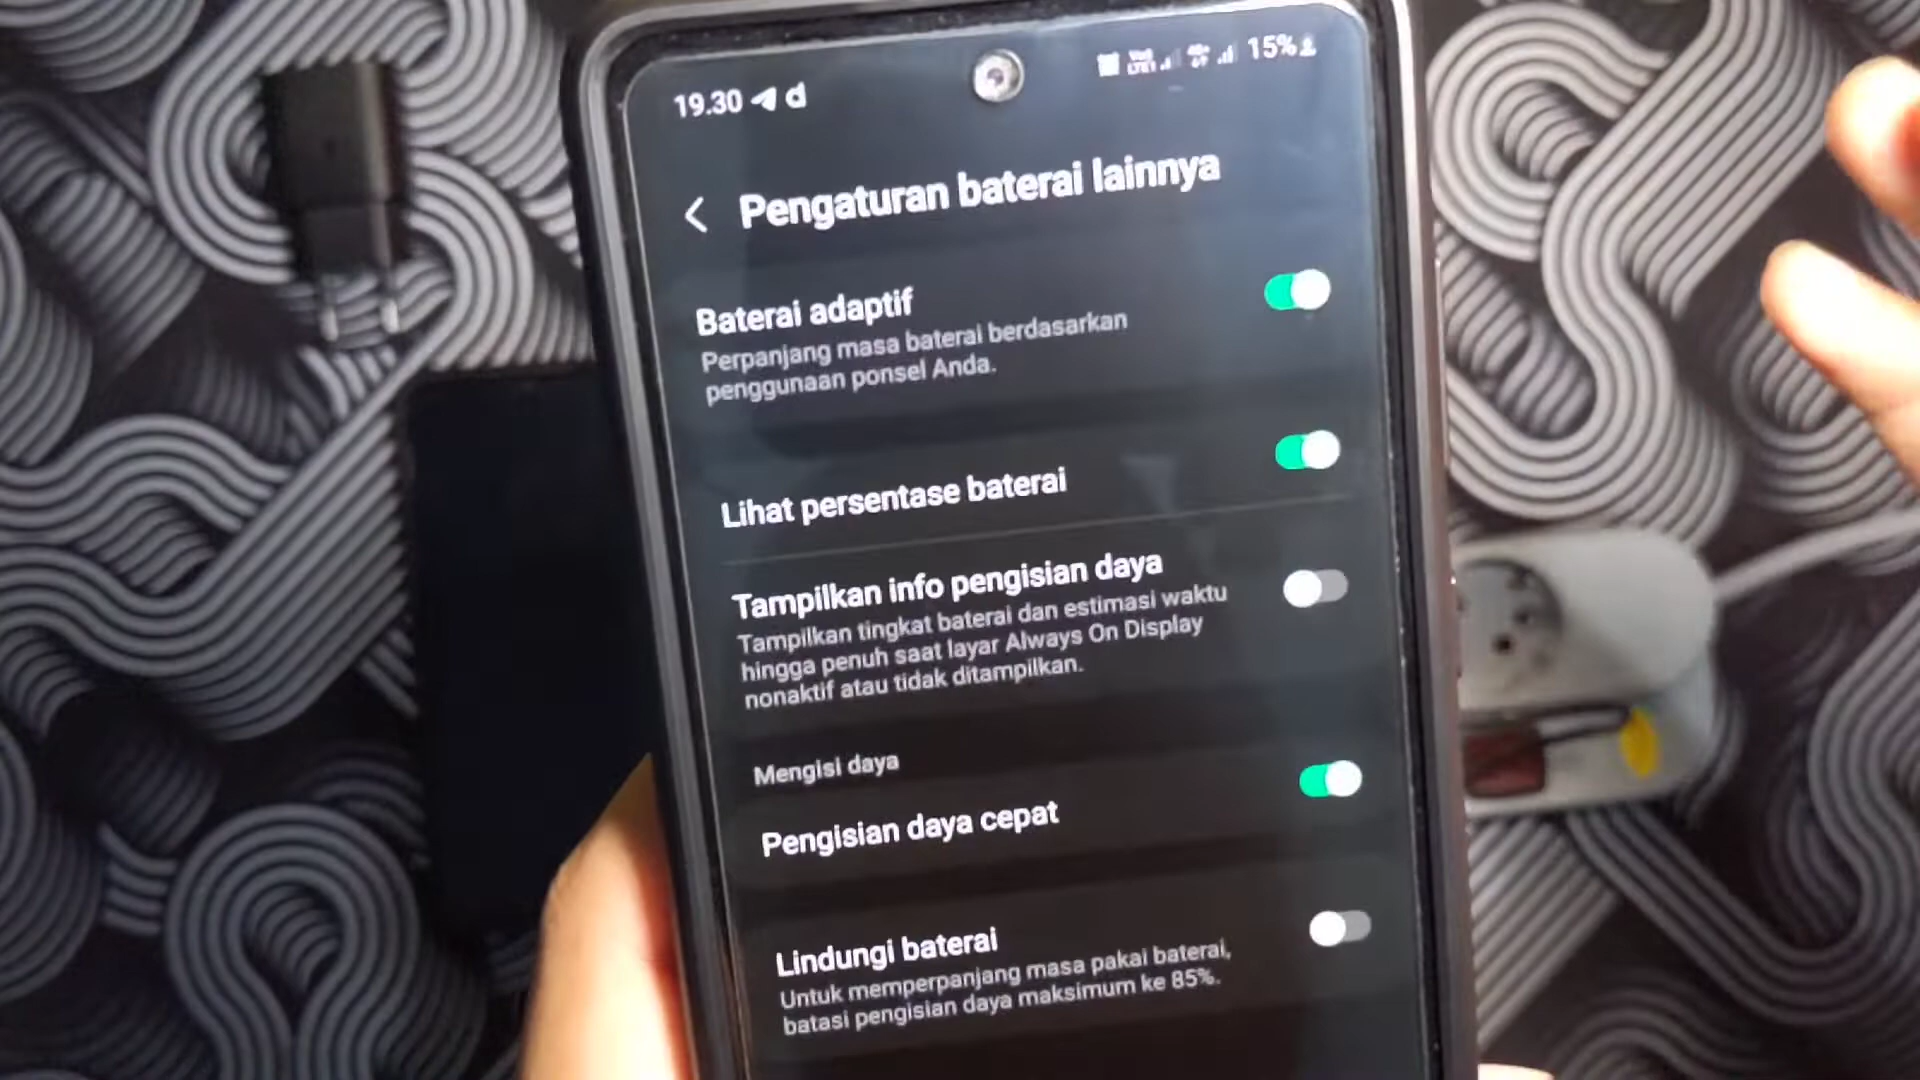 19.30
15%
Pengaturan baterai lainnya
Baterai adaptif
Perpanjang masa baterai berdasarkan
penggunaan ponsel Anda.
Lihat persentase baterai
Tampilkan info pengisian daya
Tampilkan tingkat baterai dan estimasi waktu
hingga penuh saat layar Always On Display
nonaktif atau tidak ditampilkan.
Mengisi daya
Pengisian daya cepat
Lindungi baterai
Untuk memperpanjang masa pakai baterai,
batasi pengisian daya maksimum ke 85%.